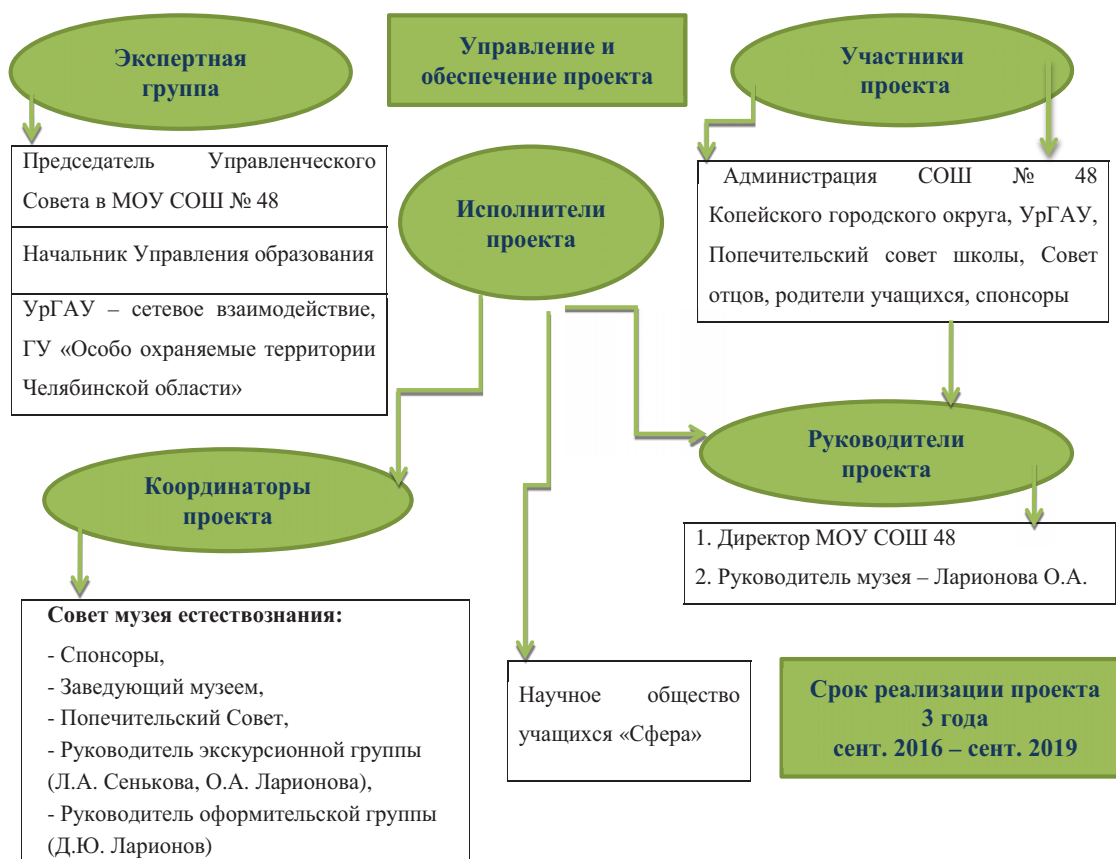 Экспертная
группа
Управление и
обеспечение проекта
Участники
проекта
Председатель Управленческого
Совета в МОУ СОШ № 48
Начальник Управления образования
УрГАУ – сетевое взаимодействие,
ГУ «Особо охраняемые территории
Челябинской области»
Исполнители
проекта
Администрация СОШ № 48
Копейского городского округа, УрГАУ,
Попечительский совет школы, Совет
отцов, родители учащихся, спонсоры
Координаторы
проекта
Руководители
проекта
1. Директор МОУ СОШ 48
2. Руководитель музея – Ларионова О.А.
Совет музея естествознания:
- Спонсоры,
- Заведующий музеем,
- Попечительский Совет,
- Руководитель экскурсионной группы
(Л.А. Сенькова, О.А. Ларионова),
- Руководитель оформительской группы
(Д.Ю. Ларионов)
Научное общество
учащихся «Сфера»
Срок реализации проекта
3 года
сент. 2016 – сент. 2019